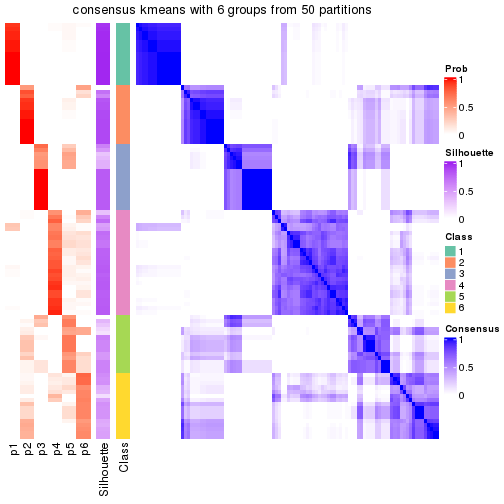 consensus kmeans with 6 groups from 50 partitions
Prob
1
0.5
0
Silhouette
1
0.5
0
Class
1
2
3
4
5
6
Consensus
1
0.5
0
p1 p2 p3 p4 p5 p6 Silhouette Class